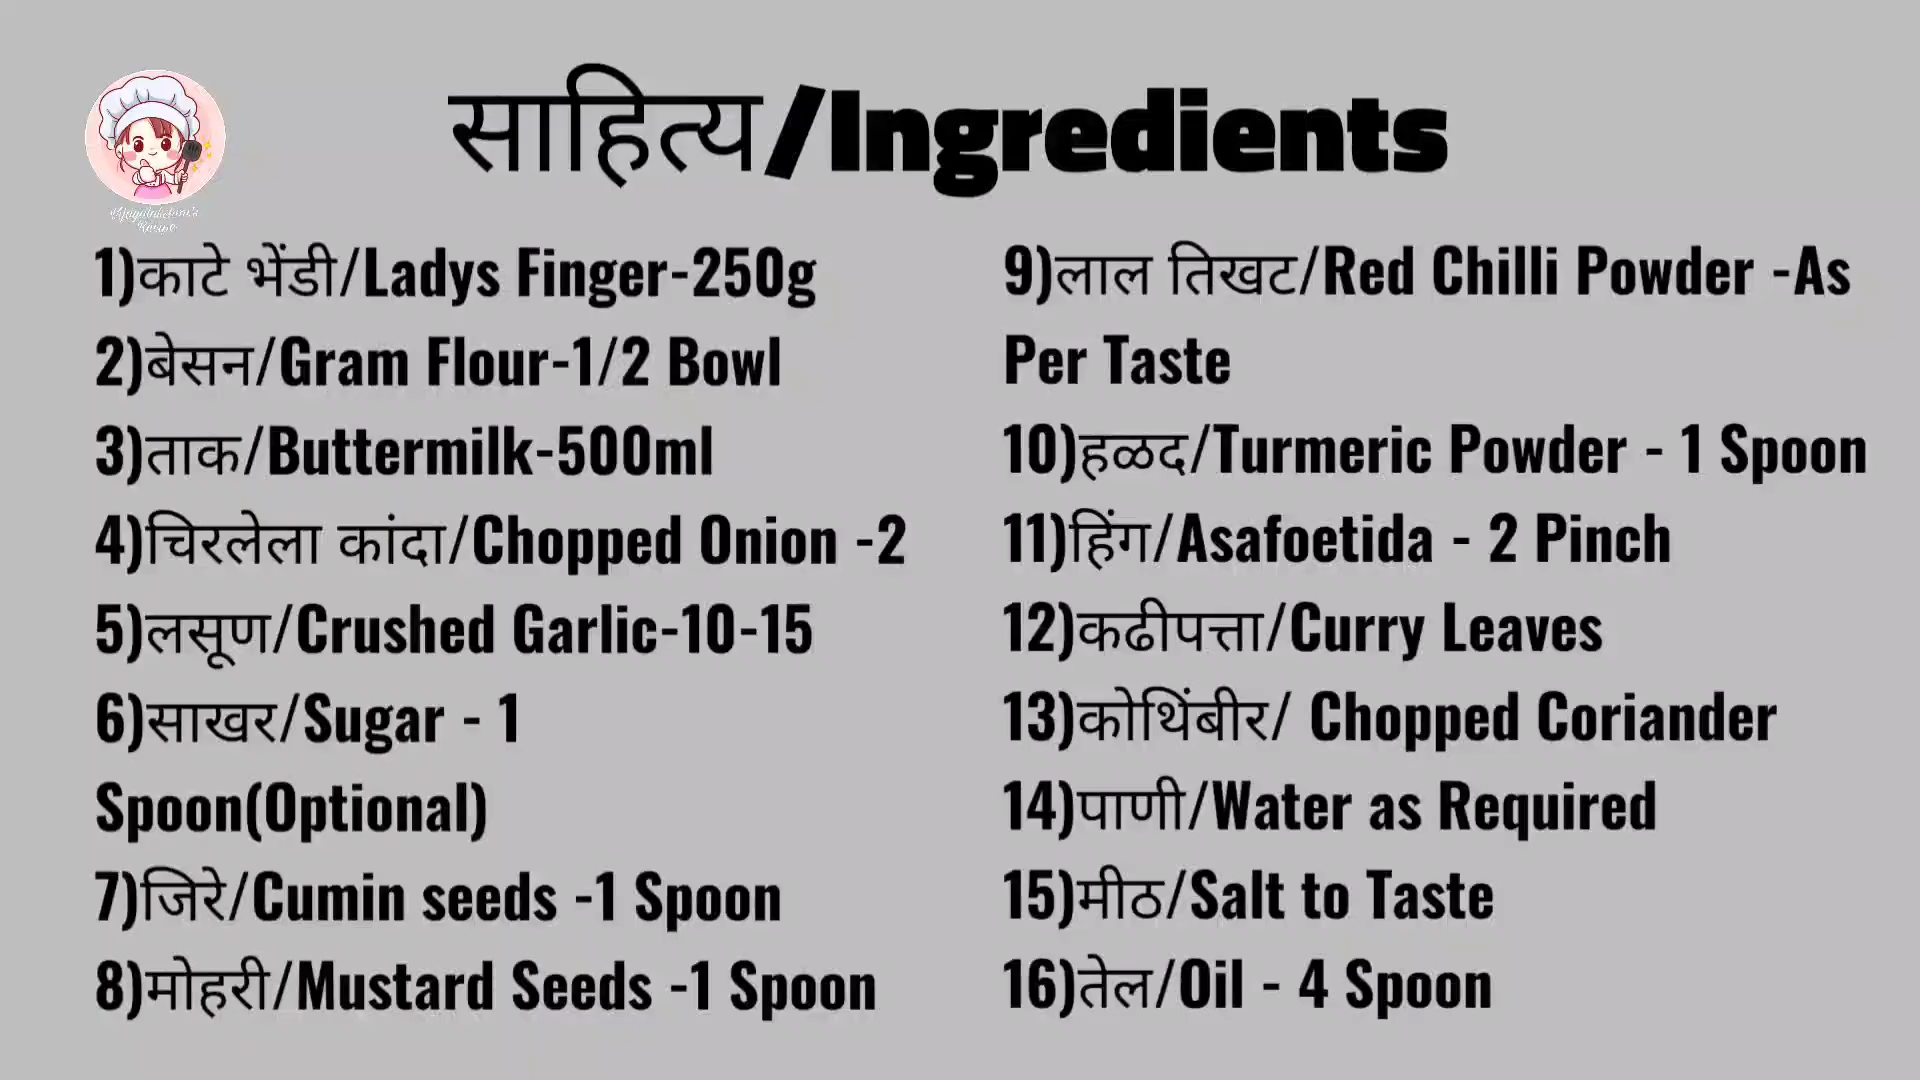 साहित्य/Ingredients
1)काटे भेंडी/Ladys Finger-250g
2)बेसन/Gram Flour-1/2 Bowl
3)ताक/Buttermilk-500ml
4)चिरलेला कांदा/Chopped Onion -2
5)लसूण/Crushed Garlic-10-15
6)साखर/Sugar - 1
Spoon(Optional)
7)जिरे/Cumin seeds -1 Spoon
8)मोहरी/Mustard Seeds -1 Spoon
9)लाल तिखट/Red Chilli Powder -As
Per Taste
10)हळद/Turmeric Powder - 1 Spoon
11)हिंग/Asafoetida - 2 Pinch
12)कढीपत्ता/Curry Leaves
13)कोथिंबीर/ Chopped Coriander
14)पाणी/Water as Required
15)मीठ/Salt to Taste
16)तेल/Oil - 4 Spoon